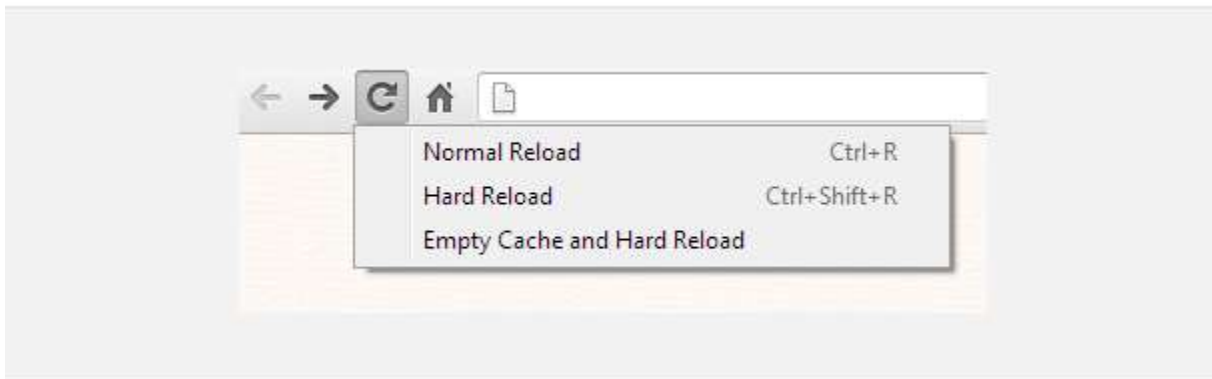 Normal Reload Ctrl+R
Hard Reload Ctrl+Shift+R
Empty Cache and Hard Reload